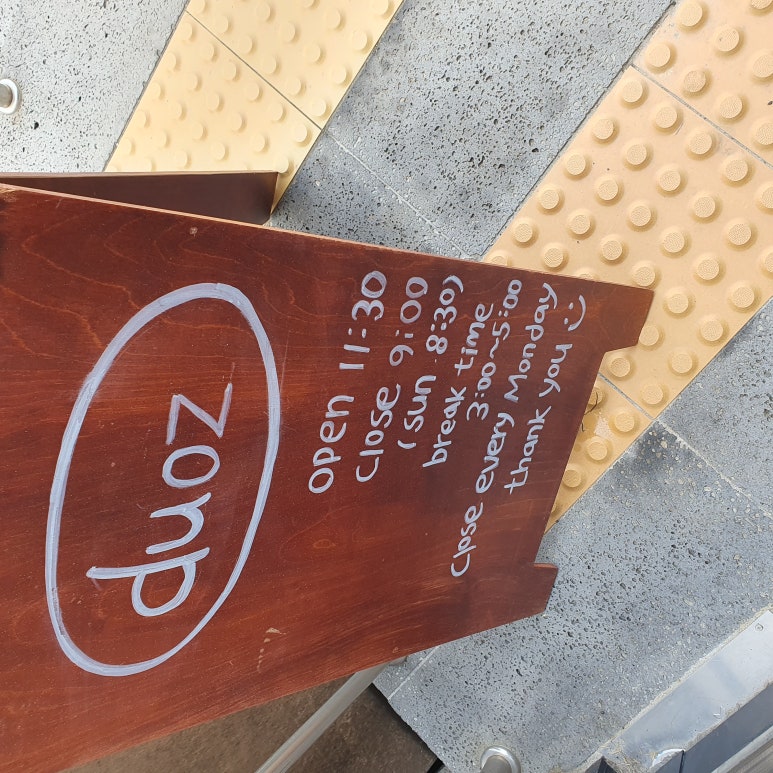 duoz
open 11:30
close 9:00
(sun 8:30)
break time
3:00~5:00
Close every Monday
thank you :)